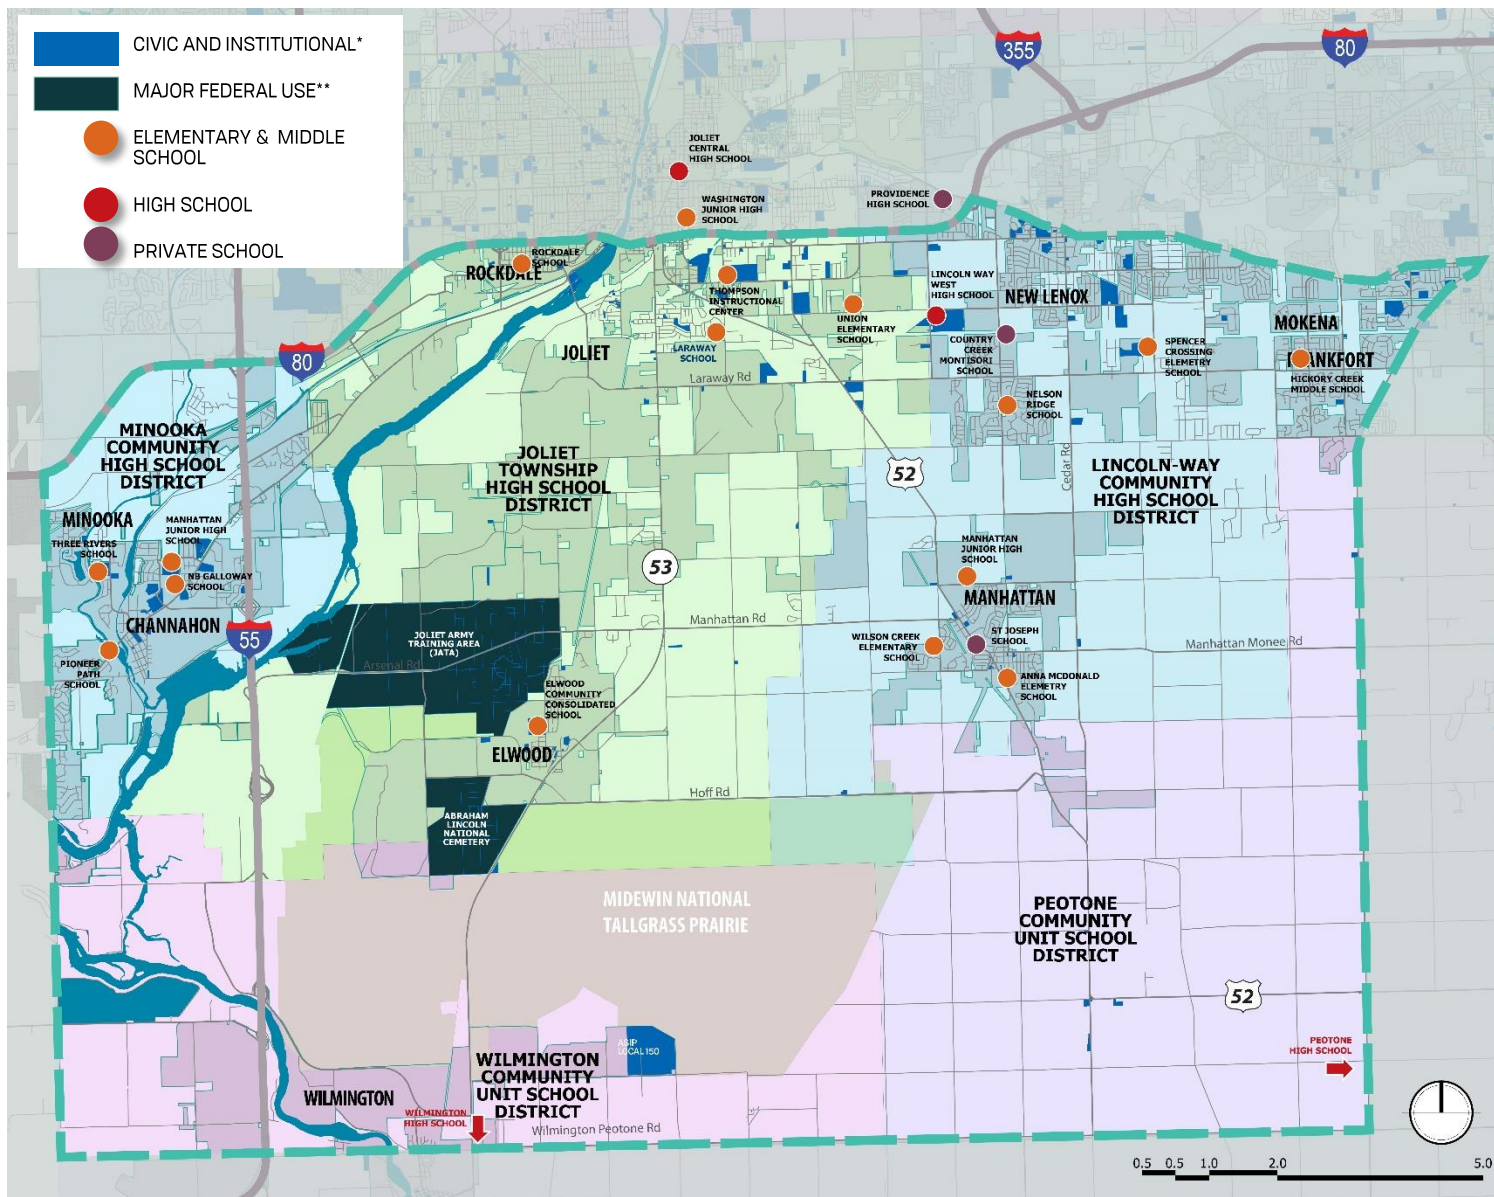 CIVIC AND INSTITUTIONAL*
MAJOR FEDERAL USE**
ELEMENTARY & MIDDLE
SCHOOL
HIGH SCHOOL
PRIVATE SCHOOL
355
80
JOLIET
CENTRAL
HIGH SCHOOL
WASHINGTON
JUNIOR HIGH
SCHOOL
PROVIDENCE
HIGH SCHOOL
ROCKDALE
SCHOOL
ROCKDALE
THOMPSON
INSTRUCTIONAL
CENTER
LINCOLN WAY
WEST
HIGH SCHOOL
NEW LENOX
UNION
ELEMENTARY
SCHOOL
MOKENA
LARAWAY
SCHOOL
JOLIET
COUNTRY
CREEK
MONTISORI
SCHOOL
SPENCER
CROSSING
ELEMETRY
SCHOOL
FRANKFORT
HICKORY CREEK
MIDDLE SCHOOL
80
Laraway Rd
NELSON
RIDGE
SCHOOL
MINOOKA
COMMUNITY
HIGH SCHOOL
DISTRICT
JOLIET
TOWNSHIP
HIGH SCHOOL
DISTRICT
52
Cedar Rd
LINCOLN-WAY
COMMUNITY
HIGH SCHOOL
DISTRICT
MINOOKA
THREE RIVERS
SCHOOL
MANHATTAN
JUNIOR HIGH
SCHOOL
NB GALLOWAY
SCHOOL
53
MANHATTAN
JUNIOR HIGH
SCHOOL
MANHATTAN
CHANNAHON
55
JOLIET ARMY
TRAINING AREA
(JATA)
Arsenal Rd
Manhattan Rd
WILSON CREEK
ELEMENTARY
SCHOOL
ST JOSEPH
SCHOOL
Manhattan Monee Rd
PIONEER
PATH
SCHOOL
ELWOOD
COMMUNITY
CONSOLIDATED
SCHOOL
ANNA MCDONALD
ELEMETRY
SCHOOL
ELWOOD
Hoff Rd
ABRAHAM
LINCOLN
NATIONAL
CEMETERY
MIDEWIN NATIONAL
TALLGRASS PRAIRIE
PEOTONE
COMMUNITY
UNIT SCHOOL
DISTRICT
52
ASIP
LOCAL 150
PEOTONE
HIGH SCHOOL
WILMINGTON
COMMUNITY
UNIT SCHOOL
DISTRICT
WILMINGTON
WILMINGTON
HIGH SCHOOL
Wilmington Peotone Rd
0.5 0.5 1.0 2.0 5.0